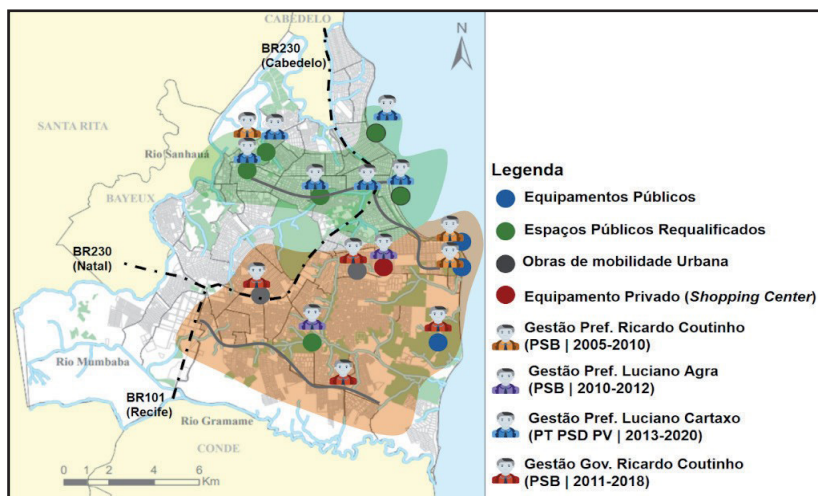 CABEDELO
BR230
(Cabedelo)
N
SANTA RITA
Rio Sanhauá
BAYEUX
BR230
(Natal)
Rio Mumbaba
BR101
(Recife)
Rio Gramame
CONDE
0 1 2 4 6
Km
Legenda
Equipamentos Públicos
Espaços Públicos Requalificados
Obras de mobilidade Urbana
Equipamento Privado (Shopping Center)
Gestão Pref. Ricardo Coutinho
(PSB | 2005-2010)
Gestão Pref. Luciano Agra
(PSB | 2010-2012)
Gestão Pref. Luciano Cartaxo
(PT PSD PV | 2013-2020)
Gestão Gov. Ricardo Coutinho
(PSB | 2011-2018)